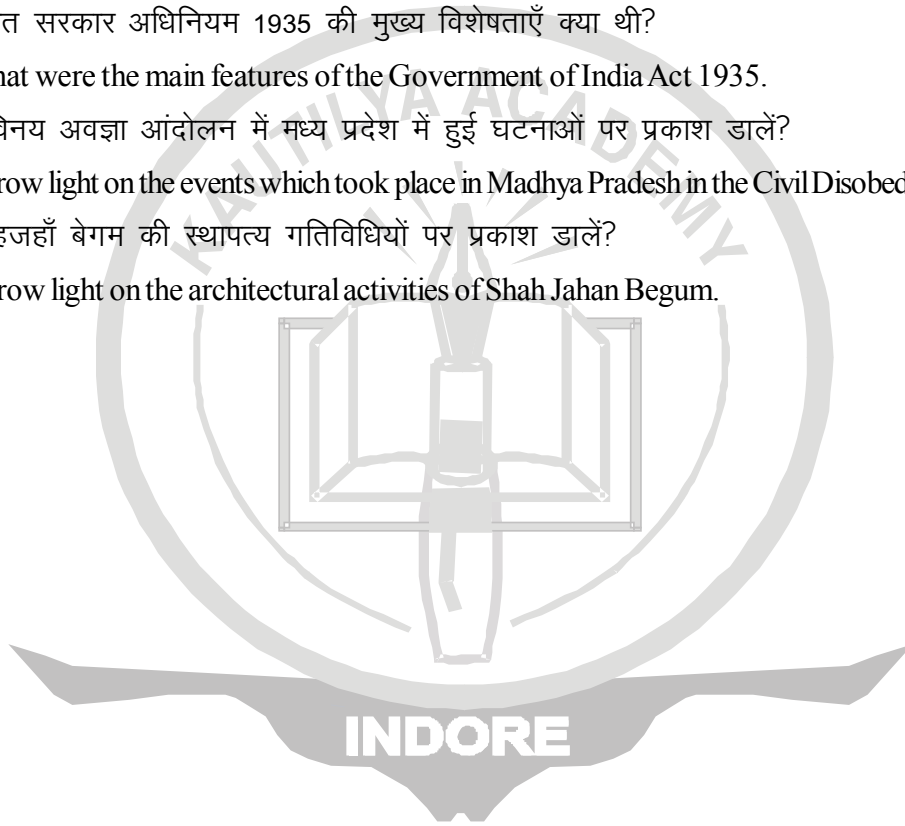 त सरकार अधिनियम 1935 की मुख्य विशेषताएँ क्या थी?
hat were the main features of the Government of India Act 1935.
विनय अवज्ञा आंदोलन में मध्य प्रदेश में हुई घटनाओं पर प्रकाश डालें?
row light on the events which took place in Madhya Pradesh in the Civil Disobed
हजहाँ बेगम की स्थापत्य गतिविधियों पर प्रकाश डालें?
row light on the architectural activities of Shah Jahan Begum.
KAUTILYA ACADEMY
INDORE